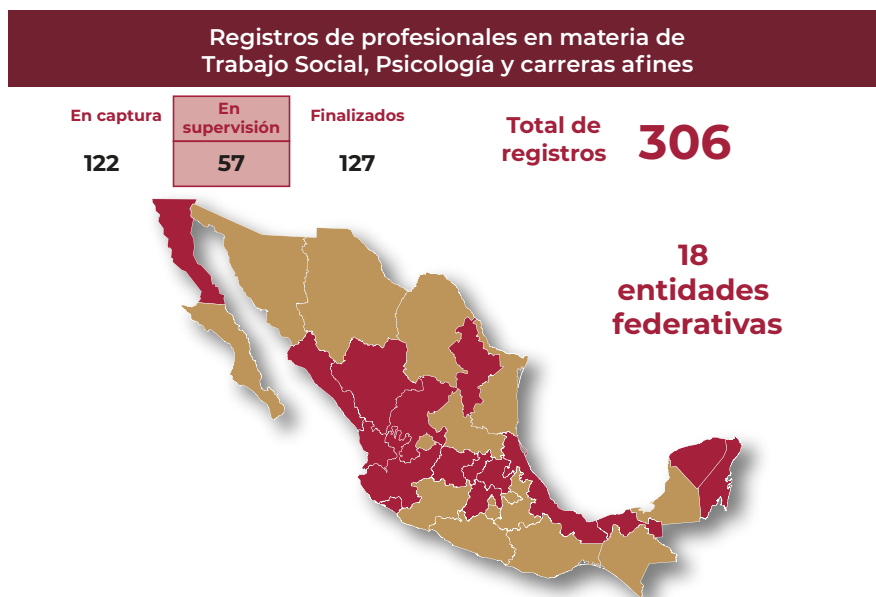 Registros de profesionales en materia de
Trabajo Social, Psicología y carreras afines
En captura
En
supervisión
Finalizados
122
57
127
Total de
registros
306
18
entidades
federativas